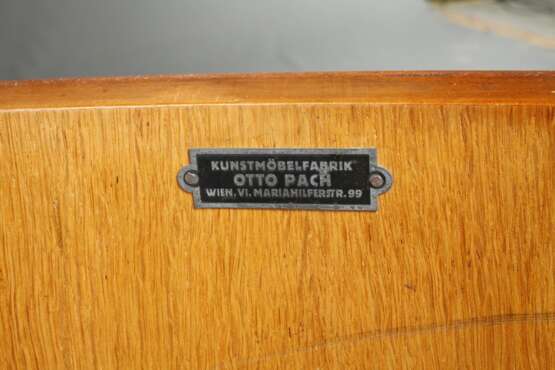 KUNSTMÖBELFABRIK
OTTO PACH
WIEN, VI. MARIAHILFERSTR. 99